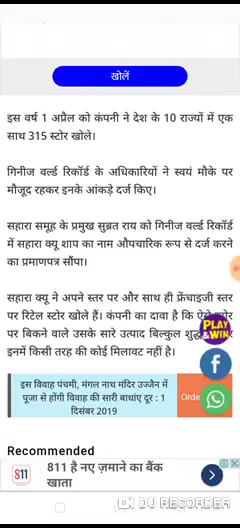 खोलें
इस वर्ष 1 अप्रैल को कंपनी ने देश के 10 राज्यों में एक
साथ 315 स्टोर खोले।
गिनीज वर्ल्ड रिकॉर्ड के अधिकारियों ने स्वयं मौके पर
मौजूद रहकर इनके आंकड़े दर्ज किए।
सहारा समूह के प्रमुख सुब्रत राय को गिनीज वर्ल्ड रिकॉर्ड
में सहारा क्यू शाप का नाम औपचारिक रूप से दर्ज करने
का प्रमाणपत्र सौंपा।
सहारा क्यू ने अपने स्तर पर और साथ ही फ्रेंचाइजी स्तर
पर रिटेल स्टोर खोले हैं। कंपनी का दावा है कि ऐसे
पर बिकने वाले उसके सारे उत्पाद बिल्कुल शुद्ध
इनमें किसी तरह की कोई मिलावट नहीं है।
PLAY
&WIN
इस विवाह पंचमी, मंगल नाथ मंदिर उज्जैन में
पूजा से होंगी विवाह की सारी बाधाएं दूर : 1
दिसंबर 2019
Orde
Recommended
811
811 है नए ज़माने का बैंक
खाता
DU RECORDER